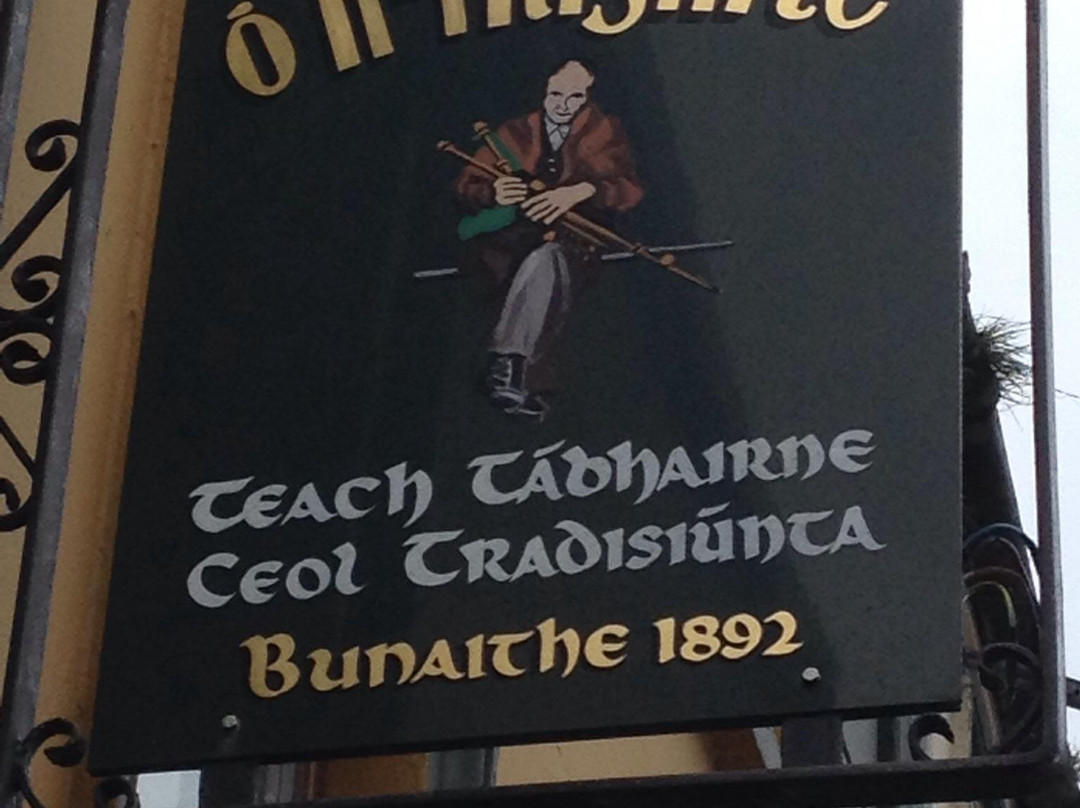 Ó
Teach Tábhairne
Ceol Tradisiúnta
Bunaithe 1892